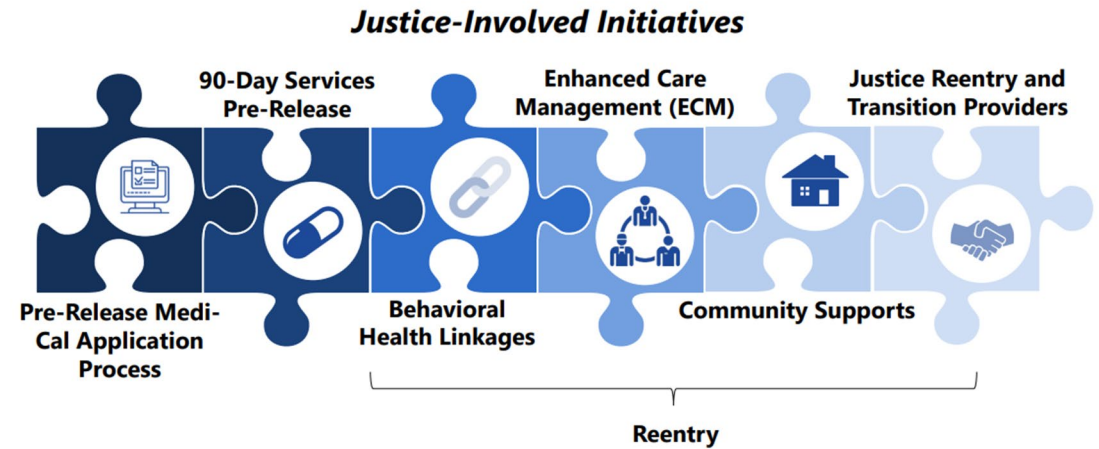 Justice-Involved Initiatives
90-Day Services
Pre-Release
Enhanced Care
Management (ECM)
Justice Reentry and
Transition Providers
Pre-Release Medi-
Cal Application
Process
Behavioral
Health Linkages
Community Supports
Reentry